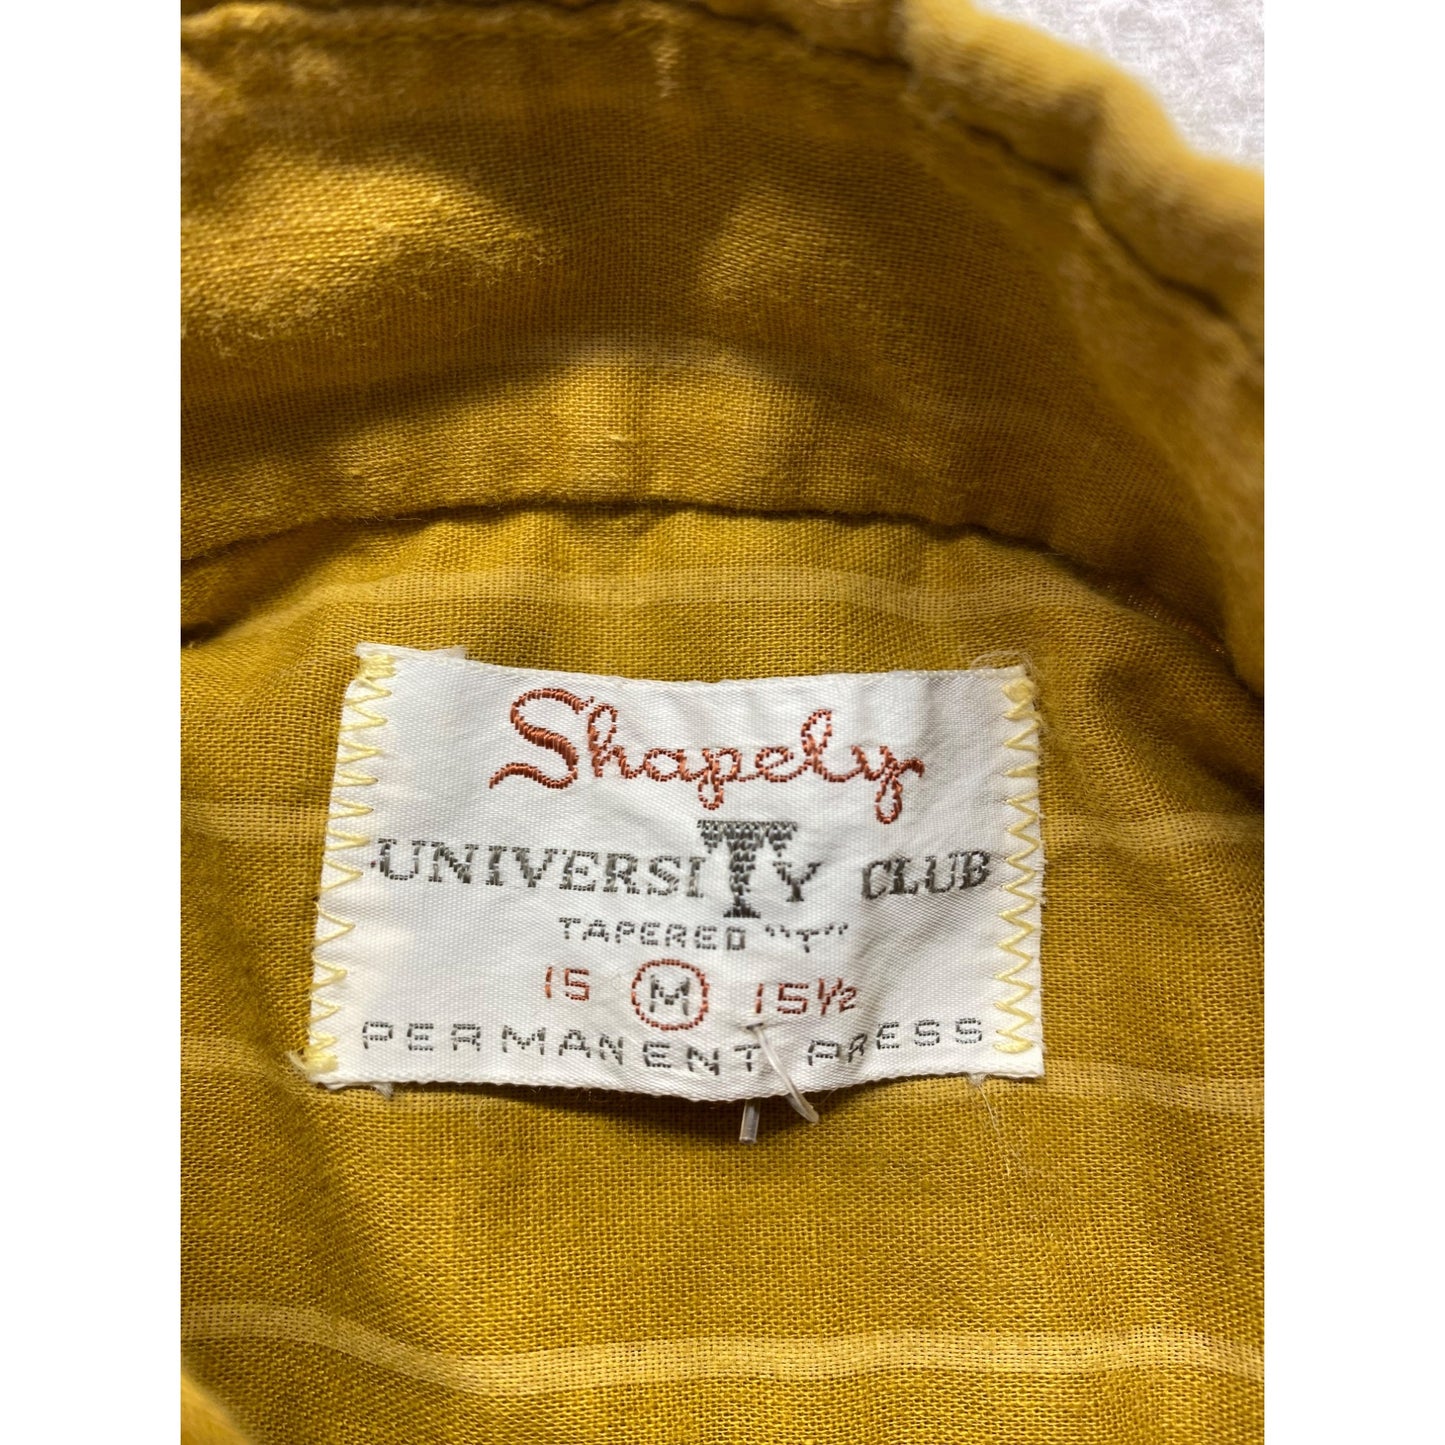 Shapely
UNIVERSITY CLUB
TAPERED "T"
15 M 15½
PERMANENT PRESS